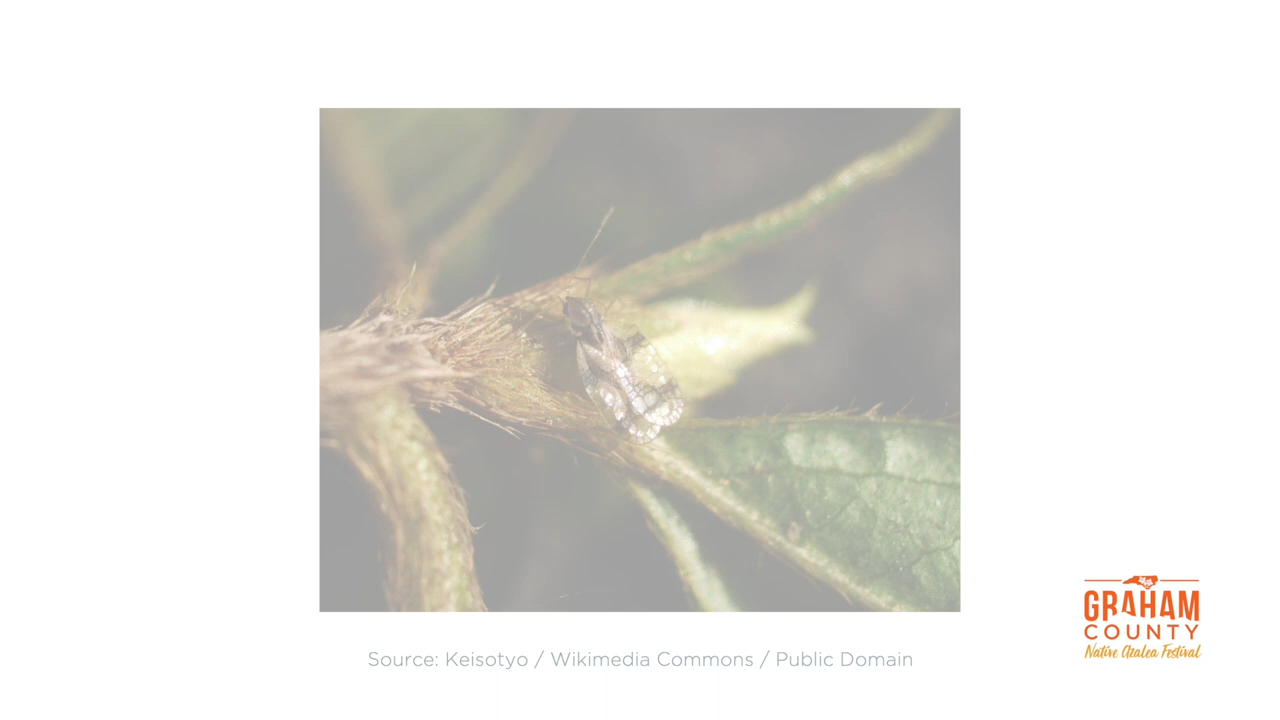 Source: Keisotyo / Wikimedia Commons / Public Domain
GRAHAM
COUNTY
Native Azalea Festival